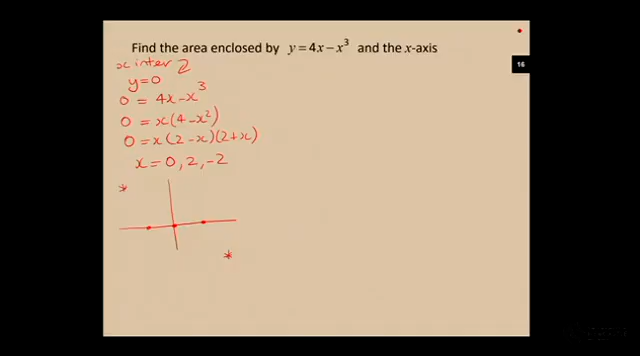 Find the area enclosed by y = 4x − x³ and the x-axis
16
x inter 2
y=0
0 = 4x − x³
0 = x(4 − x²)
0 = x(2 − x)(2 + x)
x = 0, 2, −2
*
*